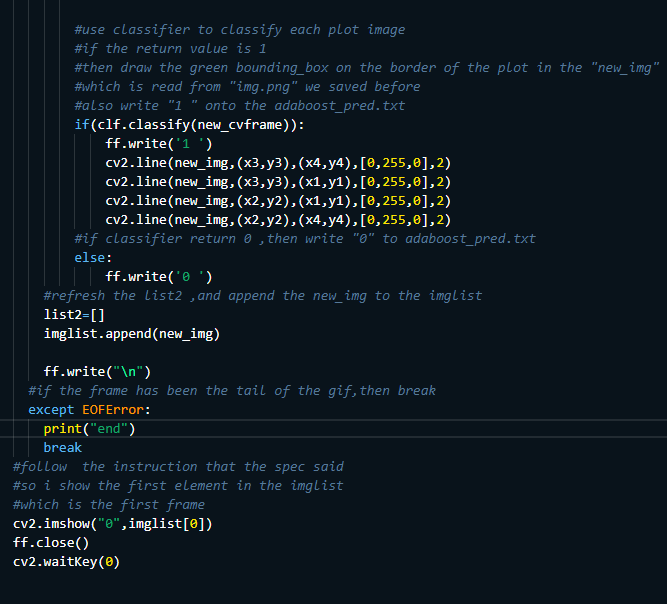 #use classifier to classify each plot image
#if the return value is 1
#then draw the green bounding_box on the border of the plot in the "new_img"
#which is read from "img.png" we saved before
#also write "1 " onto the adaboost_pred.txt
if(clf.classify(new_cvframe)):
ff.write('1 ')
cv2.line(new_img,(x3,y3),(x4,y4),[0,255,0],2)
cv2.line(new_img,(x3,y3),(x1,y1),[0,255,0],2)
cv2.line(new_img,(x2,y2),(x1,y1),[0,255,0],2)
cv2.line(new_img,(x2,y2),(x4,y4),[0,255,0],2)
#if classifier return 0 ,then write "0" to adaboost_pred.txt
else:
ff.write('0 ')
#refresh the list2 ,and append the new_img to the imglist
list2=[]
imglist.append(new_img)
ff.write("\n")
#if the frame has been the tail of the gif,then break
except EOFError:
print("end")
break
#follow  the instruction that the spec said
#so i show the first element in the imglist
#which is the first frame
cv2.imshow("0",imglist[0])
ff.close()
cv2.waitKey(0)